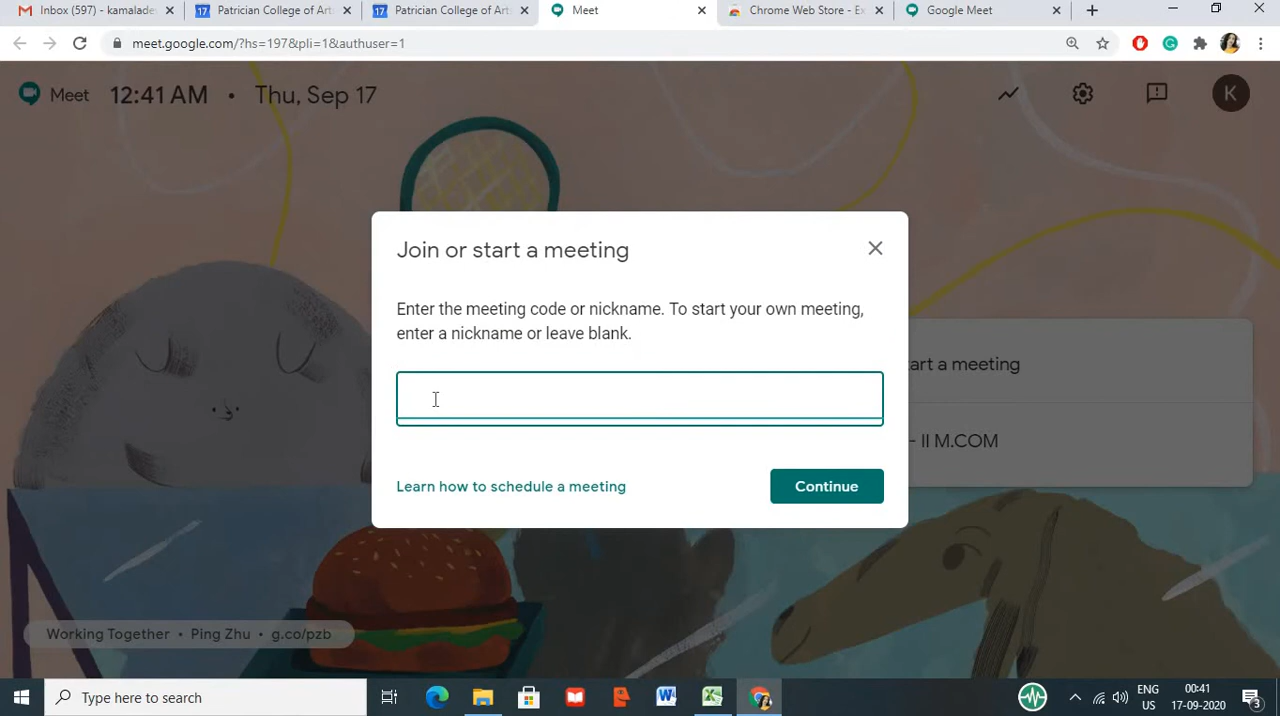 Inbox (597) - kamalade
Patrician College of Art
Patrician College of Arts
Meet
Chrome Web Store - Ex
Google Meet
meet.google.com/?hs=197&pli=1&authuser=1
Meet 12:41 AM • Thu, Sep 17
K
Join or start a meeting
Enter the meeting code or nickname. To start your own meeting,
enter a nickname or leave blank.
art a meeting
- II M.COM
Learn how to schedule a meeting
Continue
Working Together • Ping Zhu • g.co/pzb
Type here to search
ENG
US
00:41
17-09-2020
3